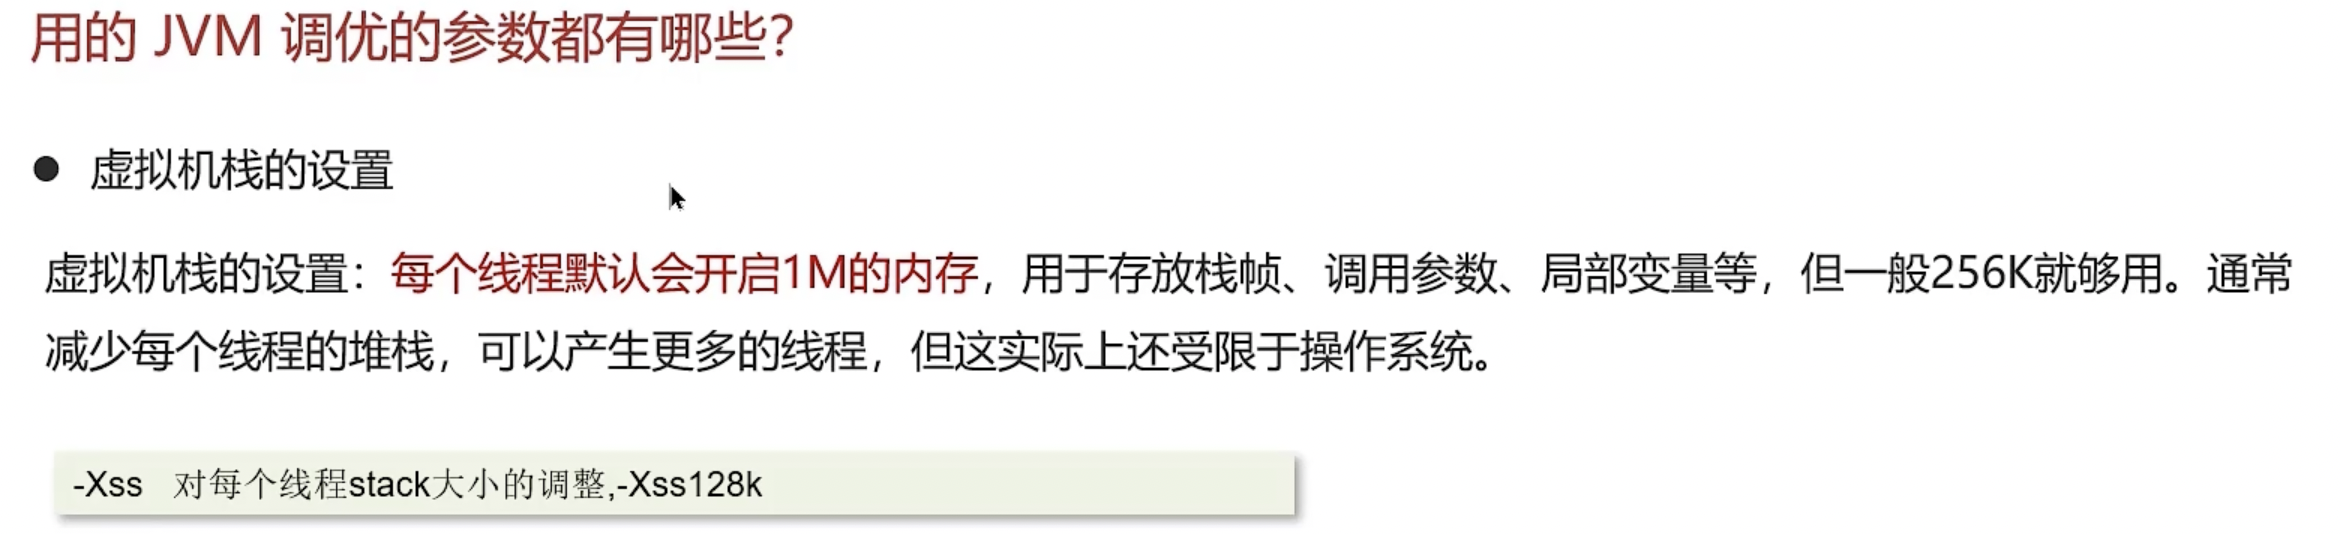 用的 JVM 调优的参数都有哪些?
● 虚拟机栈的设置
虚拟机栈的设置：每个线程默认会开启1M的内存，用于存放栈帧、调用参数、局部变量等，但一般256K就够用。通常
减少每个线程的堆栈，可以产生更多的线程，但这实际上还受限于操作系统。
-Xss 对每个线程stack大小的调整,-Xss128k